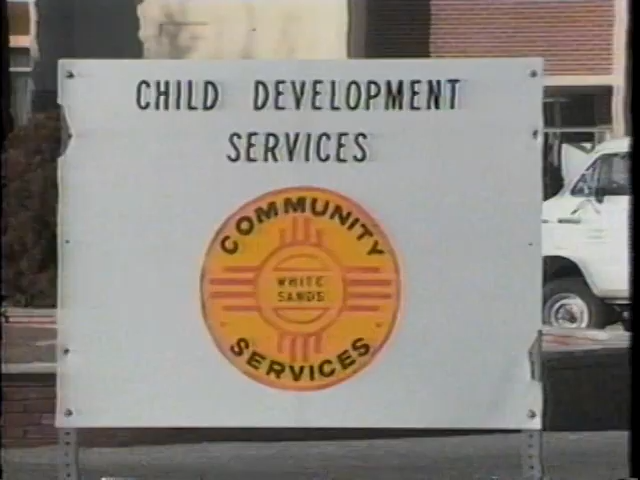 CHILD DEVELOPMENT
SERVICES
COMMUNITY
WHITE
SANDS
SERVICES